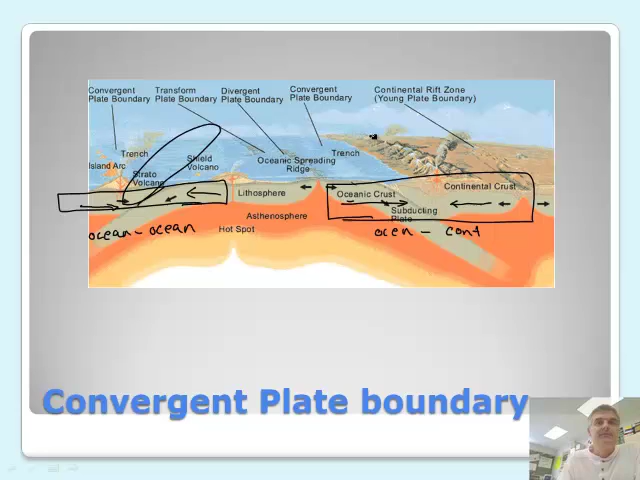 Convergent Plate Boundary
Transform Plate Boundary
Divergent Plate Boundary
Convergent Plate Boundary
Continental Rift Zone
(Young Plate Boundary)
Trench
Island Arc
Strato Volcano
Shield Volcano
Oceanic Spreading Ridge
Trench
Lithosphere
Oceanic Crust
Continental Crust
Asthenosphere
Subducting Plate
Hot Spot
ocean - ocean
ocen - cont
Convergent Plate boundary